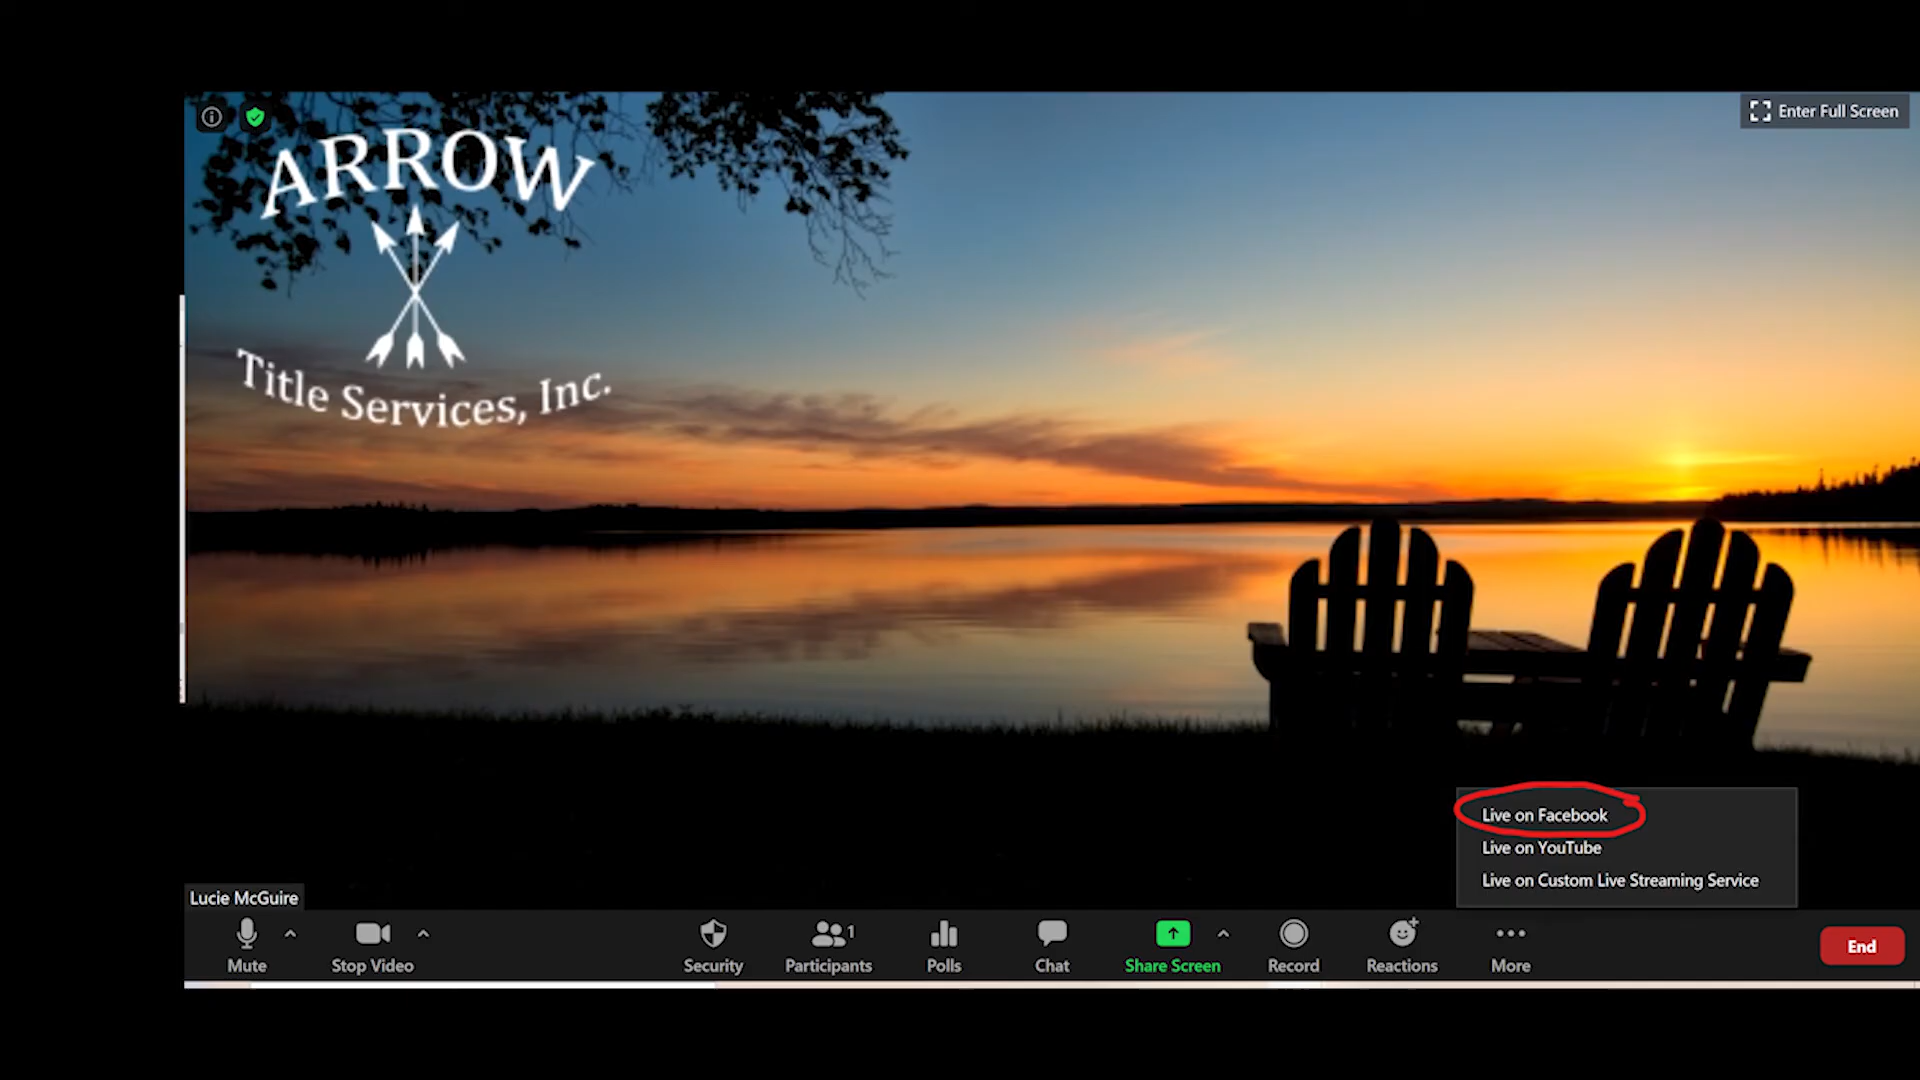 Enter Full Screen
ARROW
Title Services, Inc.
Live on Facebook
Live on YouTube
Live on Custom Live Streaming Service
Lucie McGuire
1
Mute
Stop Video
Security
Participants
Polls
Chat
Share Screen
Record
Reactions
More
End